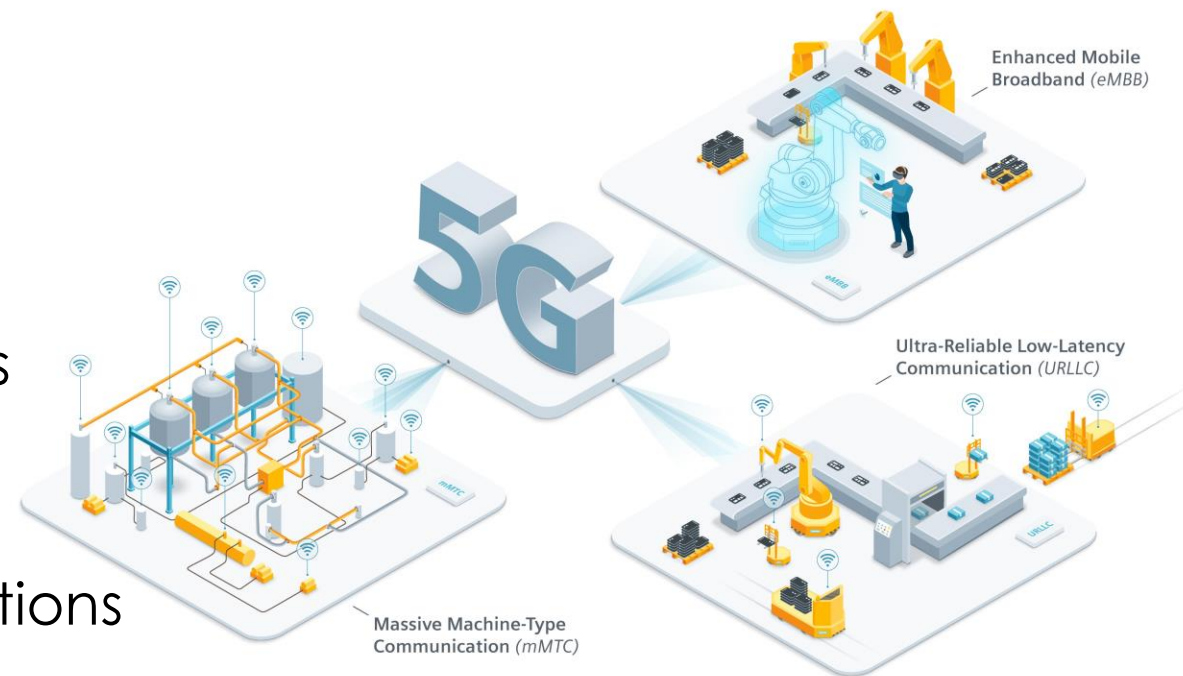 Enhanced Mobile
Broadband (eMBB)
eMBB
5G
Ultra-Reliable Low-Latency
Communication (URLLC)
s
mMTC
URLLC
tions
Massive Machine-Type
Communication (mMTC)